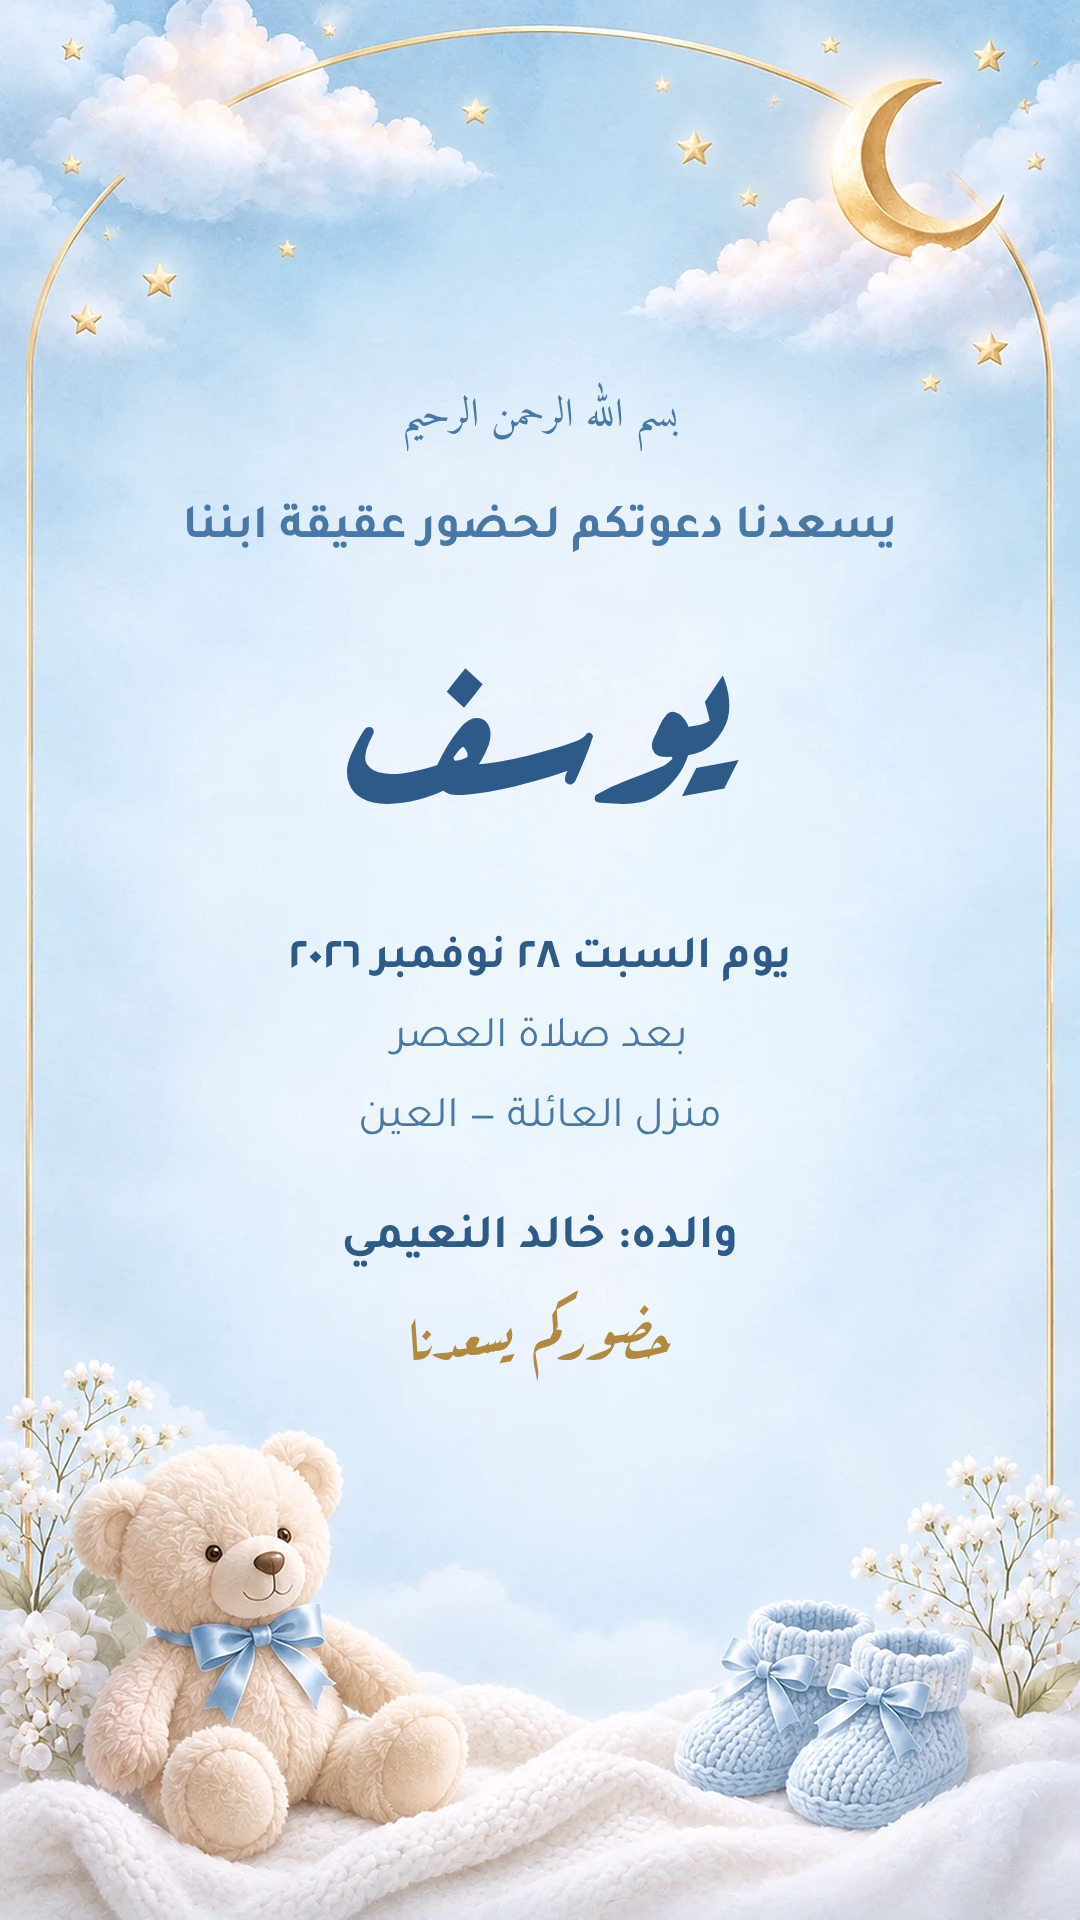 بسم الله الرحمن الرحيم
يسعدنا دعوتكم لحضور عقيقة ابننا
يوسف
يوم السبت ٢٨ نوفمبر ٢٠٢٦
بعد صلاة العصر
منزل العائلة – العين
والده: خالد النعيمي
حضوركم يسعدنا